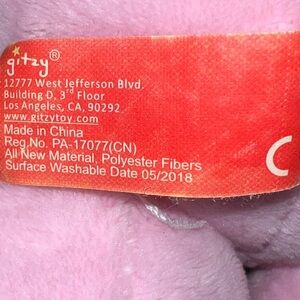 gitzy®
12777 West Jefferson Blvd.
Building D, 3rd Floor
Los Angeles, CA, 90292
www.gitzytoy.com
Made in China
Reg.No. PA-17077(CN)
All New Material, Polyester Fibers
Surface Washable Date 05/2018